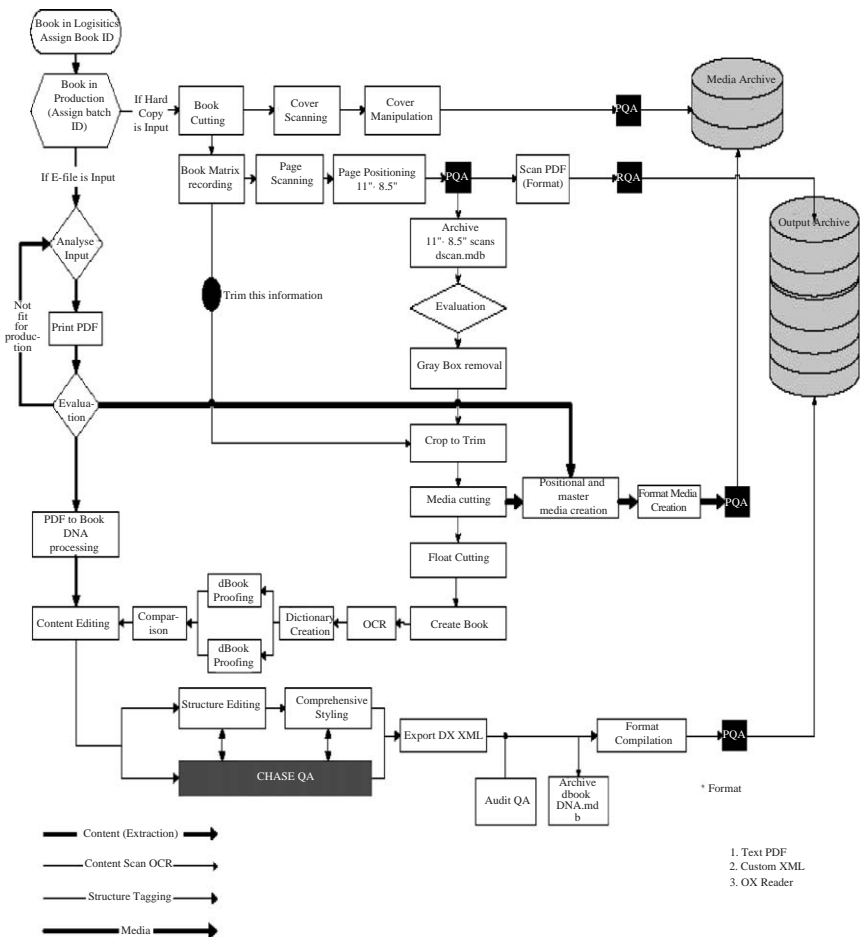 Book in Logisitics
Assign Book ID
Book in
Production
(Assign batch
ID)
If Hard
Copy
is Input
Book
Cutting
Cover
Scanning
Cover
Manipulation
PQA
Media Archive
If E-file is Input
Book Matrix
recording
Page
Scanning
Page Positioning
11"- 8.5"
PQA
Scan PDF
(Format)
RQA
Output Archive
Analyse
Input
Archive
11"- 8.5" scans
dscan.mdb
Not
fit
for
produc-
tion
Trim this information
Evaluation
Print PDF
Gray Box removal
Evalua-
tion
Crop to Trim
Media cutting
Positional and
master
media creation
Format Media
Creation
PQA
PDF to Book
DNA
processing
Float Cutting
dBook
Proofing
Content Editing
Compar-
ison
Dictionary
Creation
OCR
Create Book
dBook
Proofing
Structure Editing
Comprehensive
Styling
Export DX XML
Format
Compilation
PQA
CHASE QA
Audit QA
Archive
dbook
DNA.md
b
* Format
Content (Extraction)
Content Scan OCR
Structure Tagging
Media
1. Text PDF
2. Custom XML
3. OX Reader